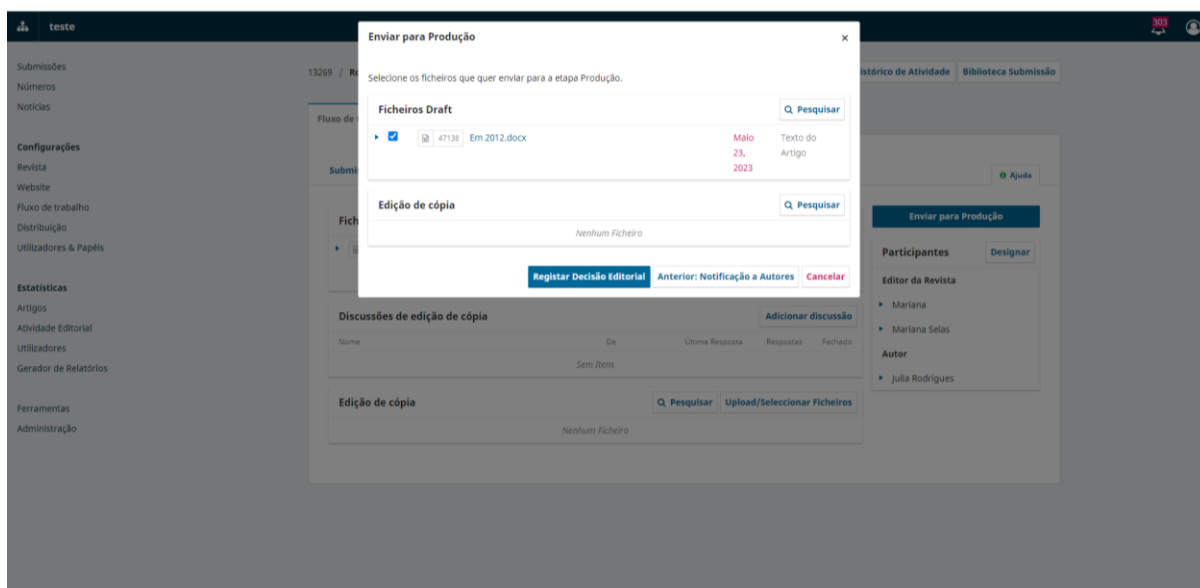 teste
303
Submissões
Números
Notícias
Configurações
Revista
Website
Fluxo de trabalho
Distribuição
Utilizadores & Papéis
Estatísticas
Artigos
Atividade Editorial
Utilizadores
Gerador de Relatórios
Ferramentas
Administração
13269 /
Histórico de Atividade Biblioteca Submissão
Fluxo de
Submi
Ajuda
Enviar para Produção
×
Selecione os ficheiros que quer enviar para a etapa Produção.
Ficheiros Draft Pesquisar
47138 Em 2012.docx Maio 23, 2023 Texto do Artigo
Edição de cópia Pesquisar
Nenhum Ficheiro
Registar Decisão Editorial Anterior: Notificação a Autores Cancelar
Fich
Discussões de edição de cópia Adicionar discussão
Nome De Última Resposta Respostas Fechado
Sem Itens
Edição de cópia Pesquisar Upload/Seleccionar Ficheiros
Nenhum Ficheiro
Enviar para Produção
Participantes Designar
Editor da Revista
Mariana
Mariana Selas
Autor
Julia Rodrigues